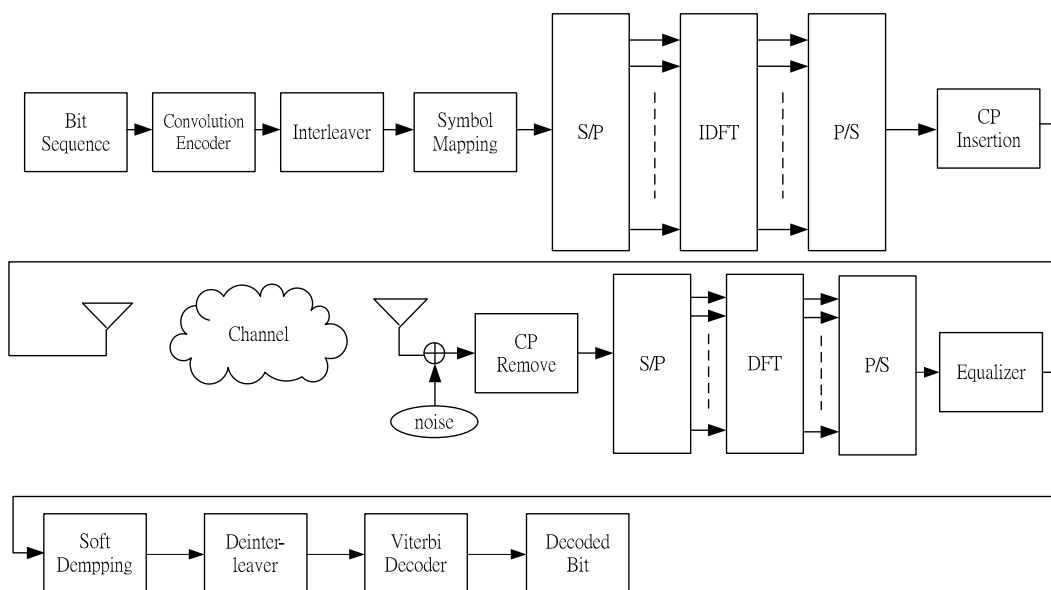 Bit
Sequence
Convolution
Encoder
Interleaver
Symbol
Mapping
S/P
IDFT
P/S
CP
Insertion
Channel
noise
CP
Remove
S/P
DFT
P/S
Equalizer
Soft
Dempping
Deinter-
leaver
Viterbi
Decoder
Decoded
Bit